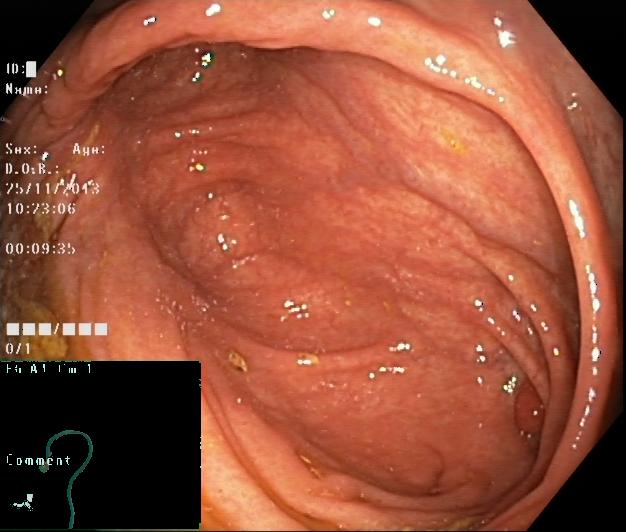 ID:
Name:
Sex: Age:
D.O.B.:
25/11/2013
10:23:06
00:09:35
0/1
Comment